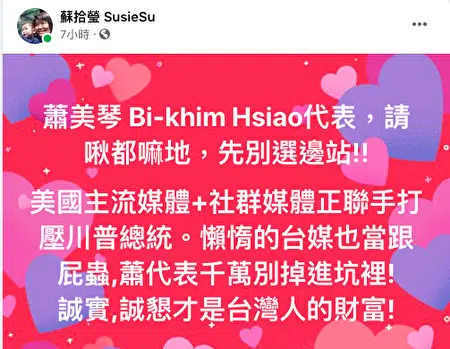 蘇拾瑩 SusieSu
7小時
蕭美琴 Bi-khim Hsiao代表，請
啾都嘛地，先別選邊站!!
美國主流媒體+社群媒體正聯手打
壓川普總統。懶惰的台媒也當跟
屁蟲,蕭代表千萬別掉進坑裡!
誠實,誠懇才是台灣人的財富!